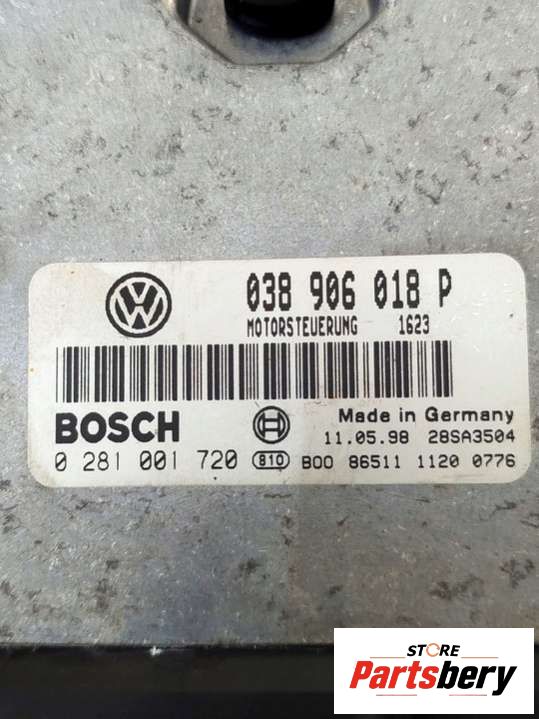 038 906 018 P
MOTORSTEUERUNG 1623
BOSCH
Made in Germany
11.05.98 28SA3504
0 281 001 720 810 B00 86511 1120 0776
STORE
Partsbery